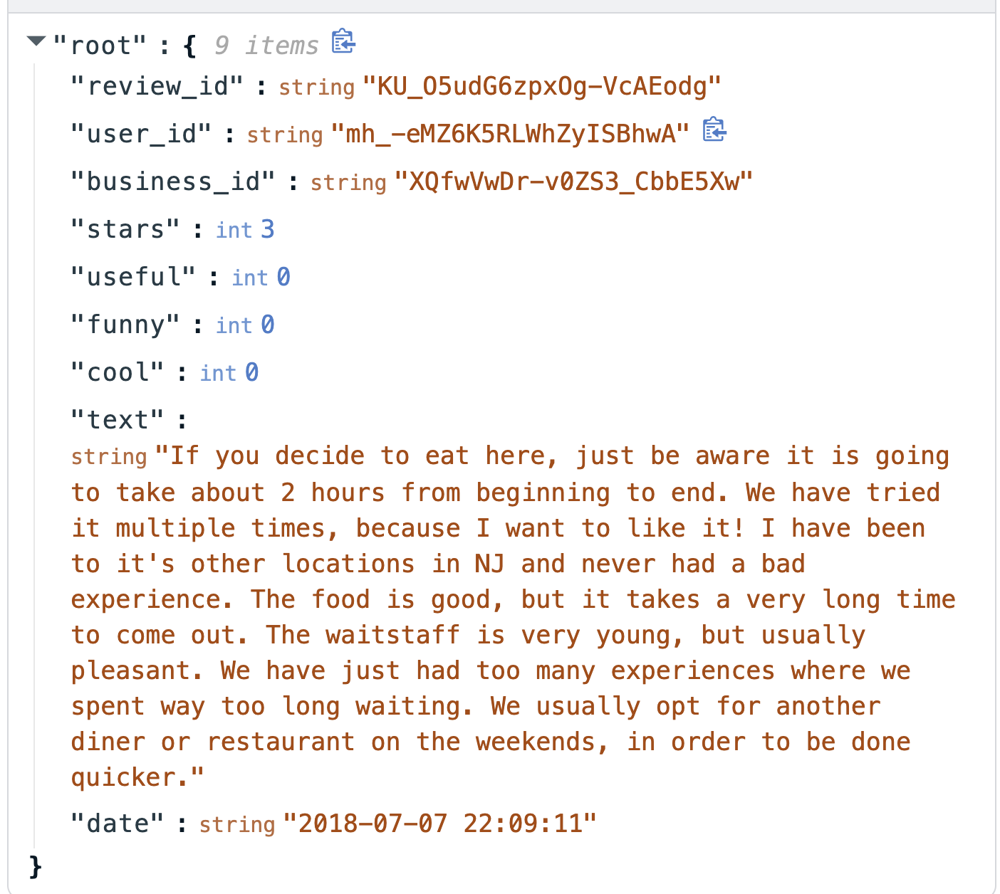 "root" : { 9 items
"review_id" : string "KU_O5udG6zpxOg-VcAEodg"
"user_id" : string "mh_-eMZ6K5RLWhZyISBhwA"
"business_id" : string "XQfwVwDr-v0ZS3_CbbE5Xw"
"stars" : int 3
"useful" : int 0
"funny" : int 0
"cool" : int 0
"text" :
string "If you decide to eat here, just be aware it is going
to take about 2 hours from beginning to end. We have tried
it multiple times, because I want to like it! I have been
to it's other locations in NJ and never had a bad
experience. The food is good, but it takes a very long time
to come out. The waitstaff is very young, but usually
pleasant. We have just had too many experiences where we
spent way too long waiting. We usually opt for another
diner or restaurant on the weekends, in order to be done
quicker."
"date" : string "2018-07-07 22:09:11"
}